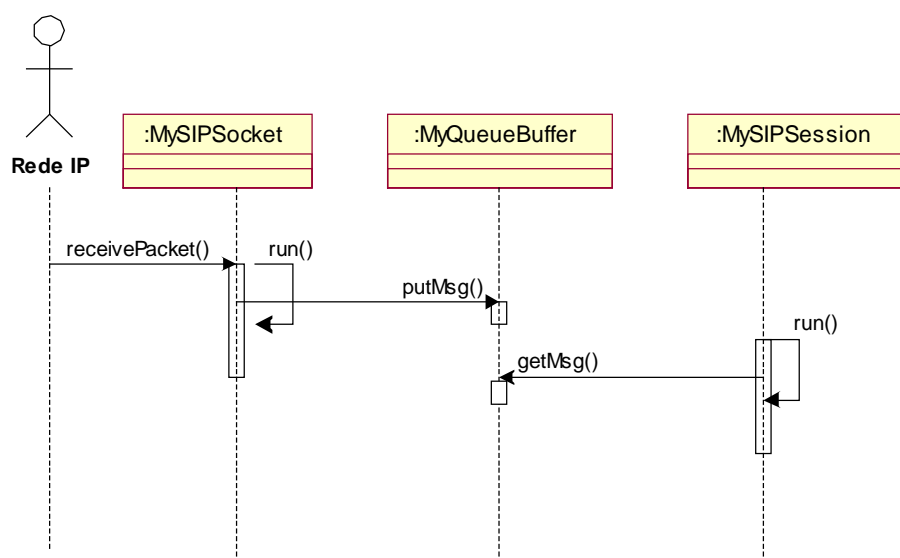 :MySIPSocket
:MyQueueBuffer
:MySIPSession
Rede IP
receivePacket()
run()
putMsg()
run()
getMsg()